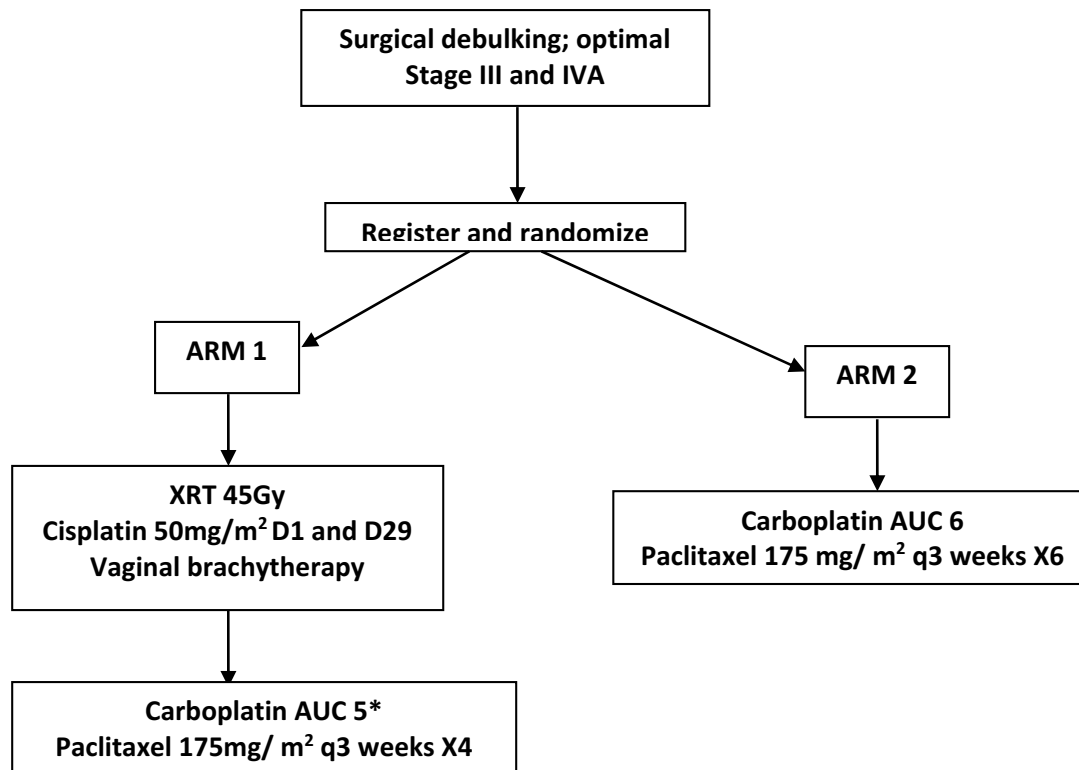 Surgical debulking; optimal
Stage III and IVA
Register and randomize
ARM 1
ARM 2
XRT 45Gy
Cisplatin 50mg/m² D1 and D29
Vaginal brachytherapy
Carboplatin AUC 6
Paclitaxel 175 mg/ m² q3 weeks X6
Carboplatin AUC 5*
Paclitaxel 175mg/ m² q3 weeks X4